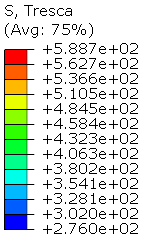 S, Tresca
(Avg: 75%)
+5.887e+02
+5.627e+02
+5.366e+02
+5.105e+02
+4.845e+02
+4.584e+02
+4.323e+02
+4.063e+02
+3.802e+02
+3.541e+02
+3.281e+02
+3.020e+02
+2.760e+02